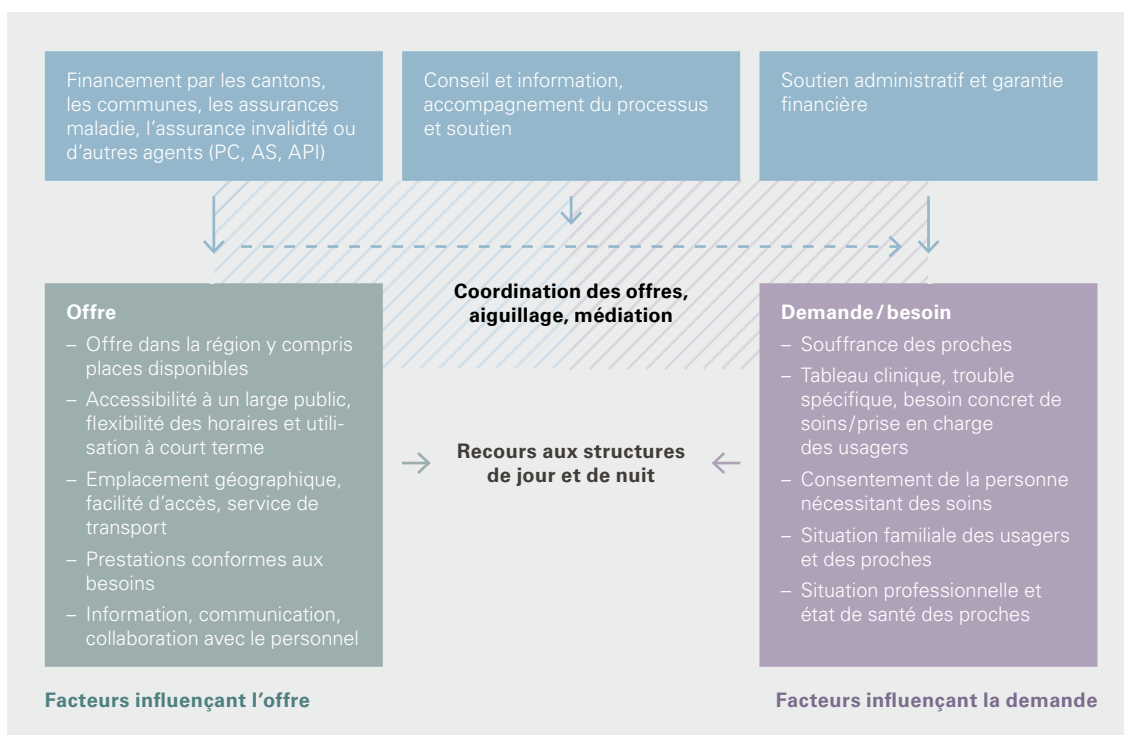 Financement par les cantons,
les communes, les assurances
maladie, l'assurance invalidité ou
d'autres agents (PC, AS, API)
Conseil et information,
accompagnement du processus
et soutien
Soutien administratif et garantie
financière
Coordination des offres,
aiguillage, médiation
Offre
– Offre dans la région y compris
places disponibles
– Accessibilité à un large public,
flexibilité des horaires et utili-
sation à court terme
– Emplacement géographique,
facilité d'accès, service de
transport
– Prestations conformes aux
besoins
– Information, communication,
collaboration avec le personnel
Recours aux structures
de jour et de nuit
Demande / besoin
– Souffrance des proches
– Tableau clinique, trouble
spécifique, besoin concret de
soins / prise en charge
des usagers
– Consentement de la personne
nécessitant des soins
– Situation familiale des usagers
et des proches
– Situation professionnelle et
état de santé des proches
Facteurs influençant l'offre
Facteurs influençant la demande